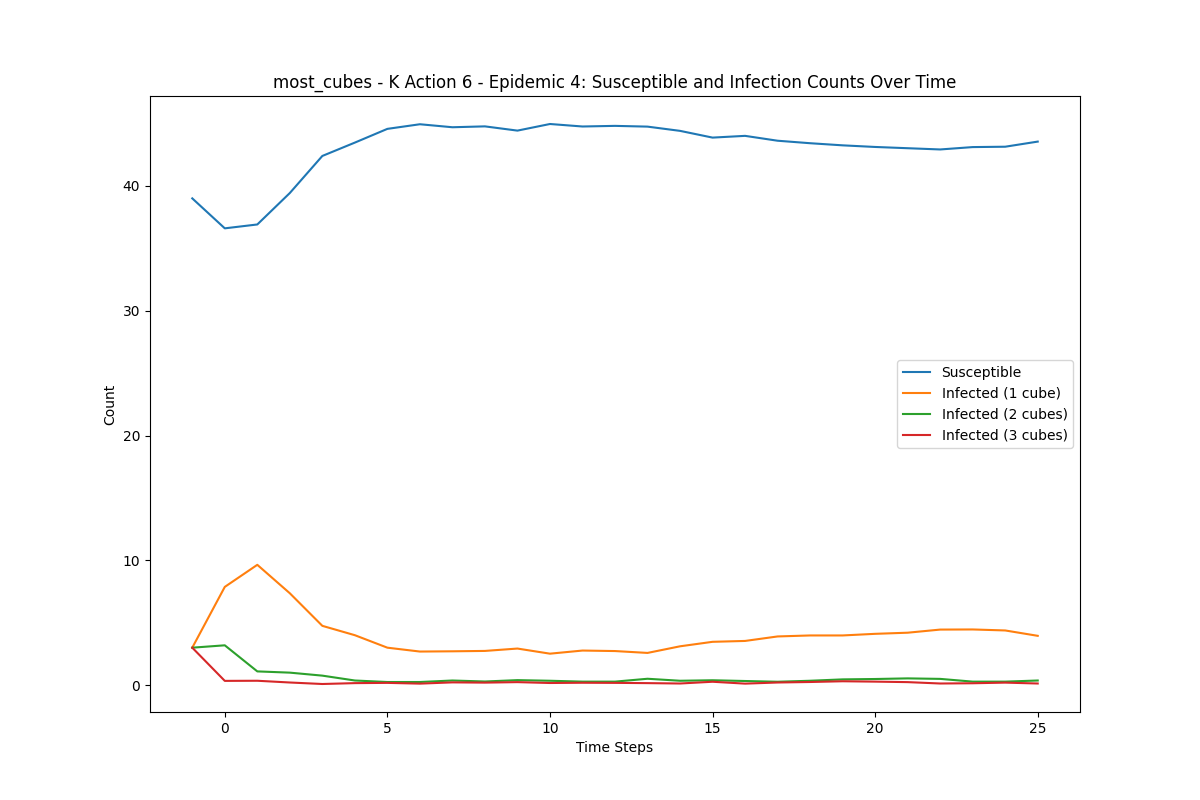 most_cubes - K Action 6 - Epidemic 4: Susceptible and Infection Counts Over Time
40
30
20
10
0
Count
Susceptible
Infected (1 cube)
Infected (2 cubes)
Infected (3 cubes)
0 5 10 15 20 25
Time Steps